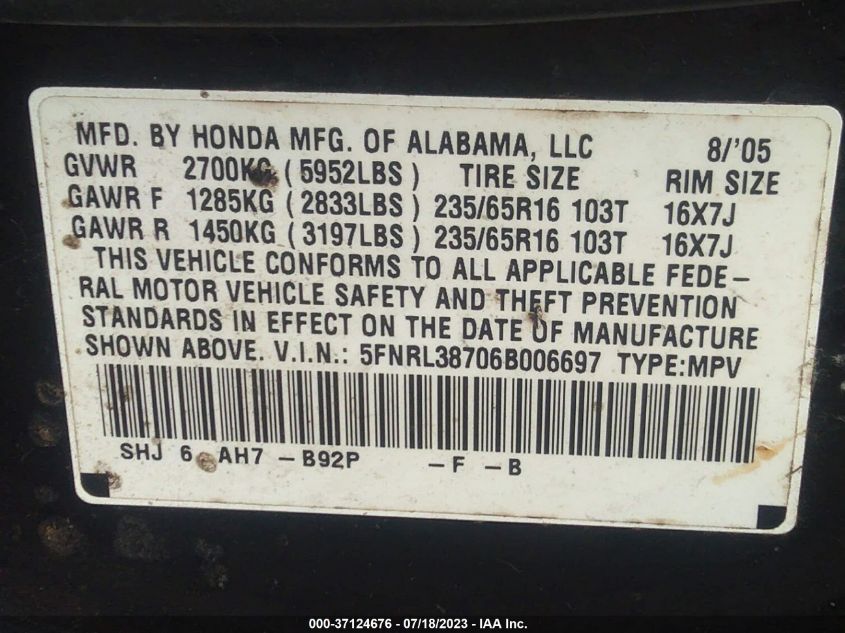 MFD. BY HONDA MFG. OF ALABAMA, LLC 8/'05
GVWR 2700KG (5952LBS) TIRE SIZE RIM SIZE
GAWR F 1285KG (2833LBS) 235/65R16 103T 16X7J
GAWR R 1450KG (3197LBS) 235/65R16 103T 16X7J
THIS VEHICLE CONFORMS TO ALL APPLICABLE FEDE-
RAL MOTOR VEHICLE SAFETY AND THEFT PREVENTION
STANDARDS IN EFFECT ON THE DATE OF MANUFACTURE
SHOWN ABOVE. V.I.N.: 5FNRL38706B006697 TYPE:MPV
SHJ 6 AH7 -B92P -F -B
000-37124676 - 07/18/2023 - IAA Inc.